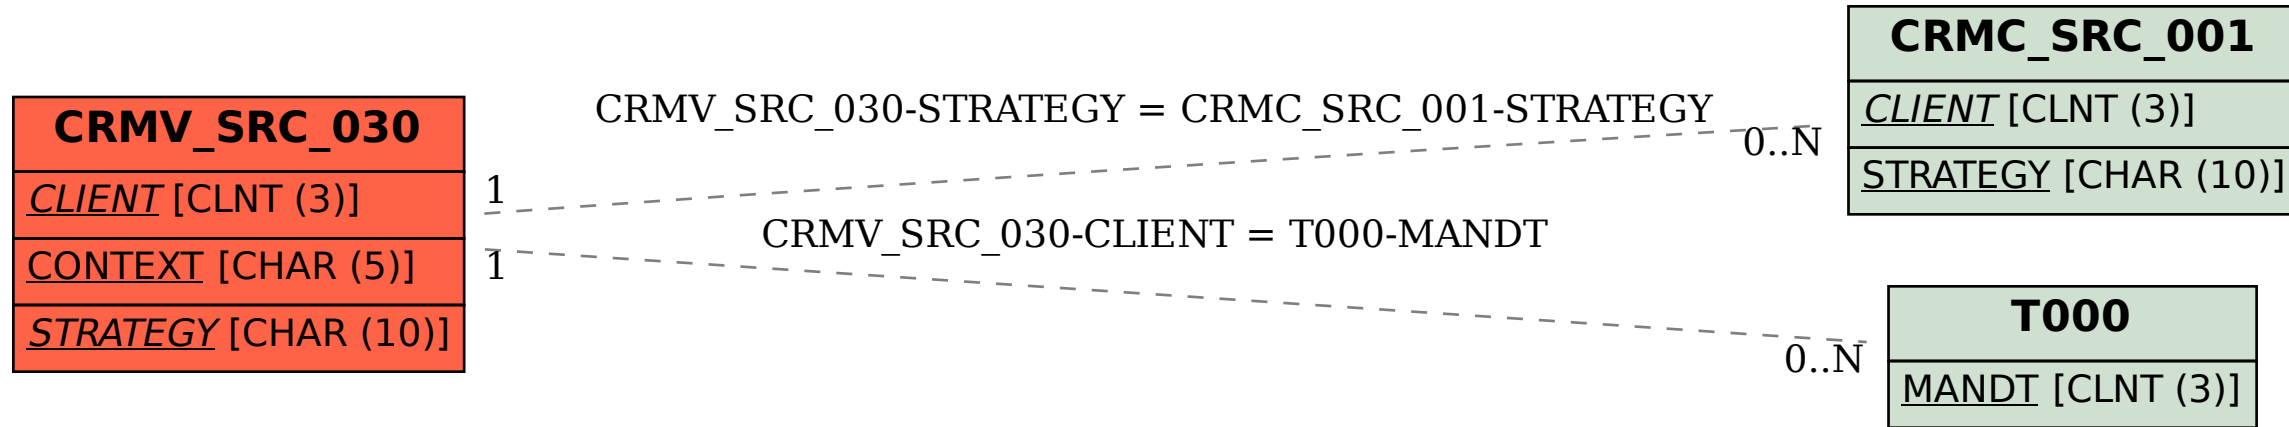 CRMV_SRC_030
CLIENT [CLNT (3)]
CONTEXT [CHAR (5)]
STRATEGY [CHAR (10)]
CRMV_SRC_030-STRATEGY = CRMC_SRC_001-STRATEGY
1
0..N
CRMV_SRC_030-CLIENT = T000-MANDT
1
0..N
CRMC_SRC_001
CLIENT [CLNT (3)]
STRATEGY [CHAR (10)]
T000
MANDT [CLNT (3)]